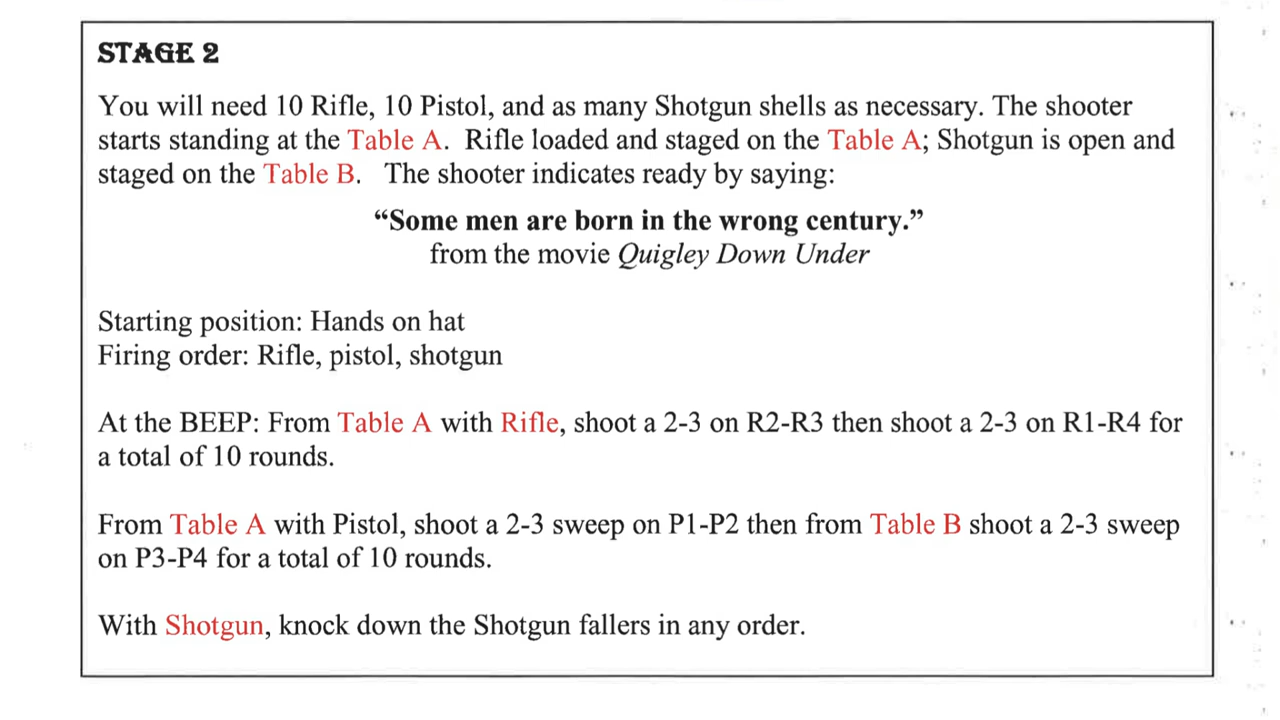 STAGE 2
You will need 10 Rifle, 10 Pistol, and as many Shotgun shells as necessary. The shooter
starts standing at the Table A.  Rifle loaded and staged on the Table A; Shotgun is open and
staged on the Table B.   The shooter indicates ready by saying:
“Some men are born in the wrong century.”
from the movie Quigley Down Under
Starting position: Hands on hat
Firing order: Rifle, pistol, shotgun
At the BEEP: From Table A with Rifle, shoot a 2-3 on R2-R3 then shoot a 2-3 on R1-R4 for
a total of 10 rounds.
From Table A with Pistol, shoot a 2-3 sweep on P1-P2 then from Table B shoot a 2-3 sweep
on P3-P4 for a total of 10 rounds.
With Shotgun, knock down the Shotgun fallers in any order.